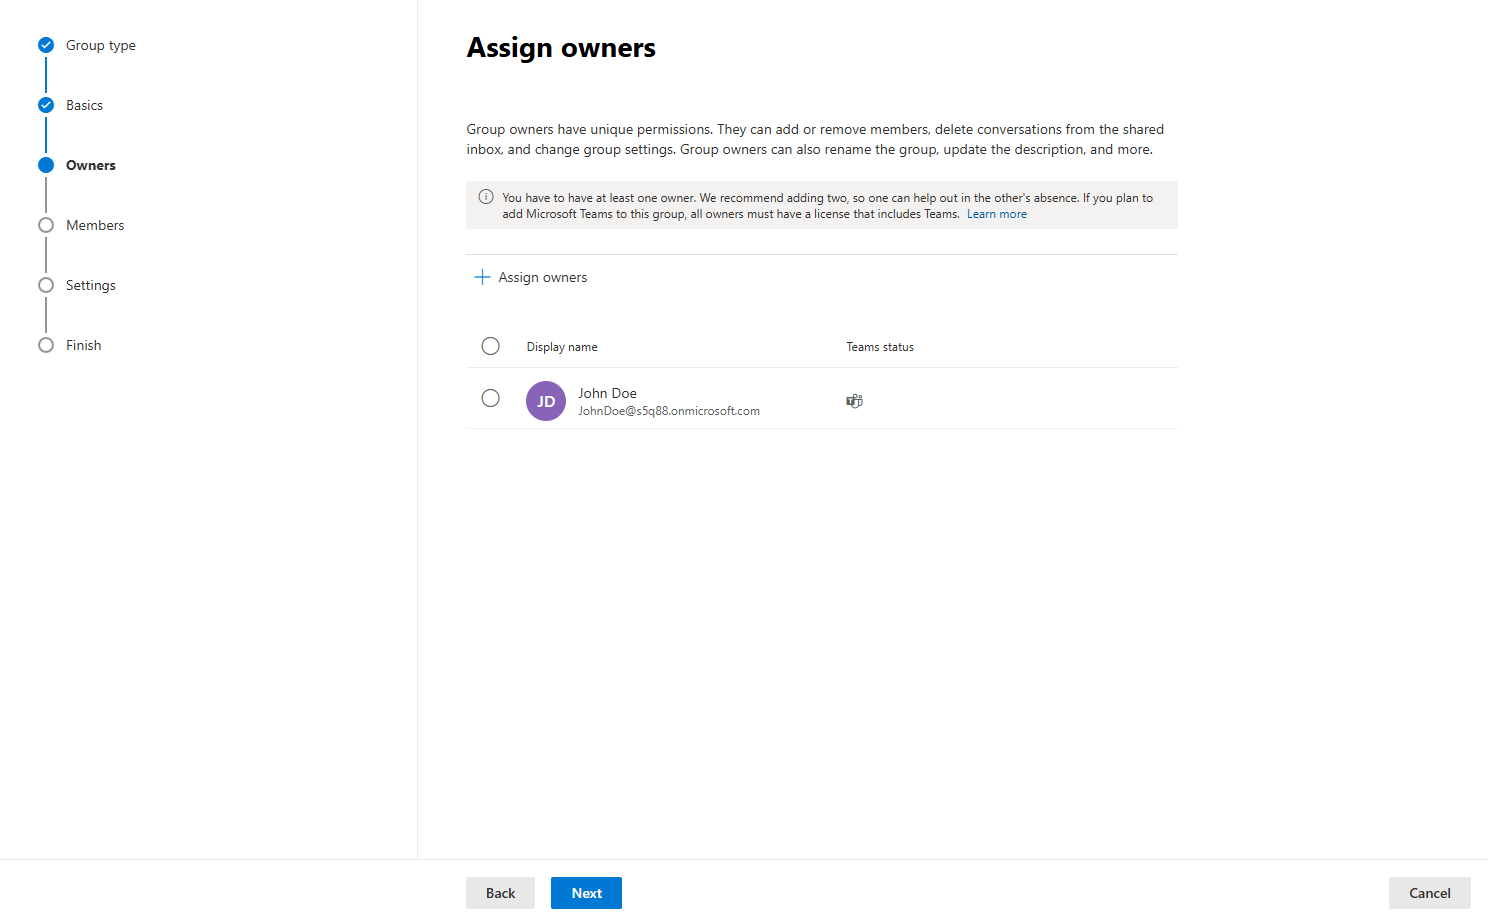 Group type
Basics
Owners
Members
Settings
Finish
Assign owners
Group owners have unique permissions. They can add or remove members, delete conversations from the shared
inbox, and change group settings. Group owners can also rename the group, update the description, and more.
You have to have at least one owner. We recommend adding two, so one can help out in the other's absence. If you plan to
add Microsoft Teams to this group, all owners must have a license that includes Teams. Learn more
Assign owners
Display name Teams status
JD
John Doe
JohnDoe@s5q88.onmicrosoft.com
Back Next Cancel